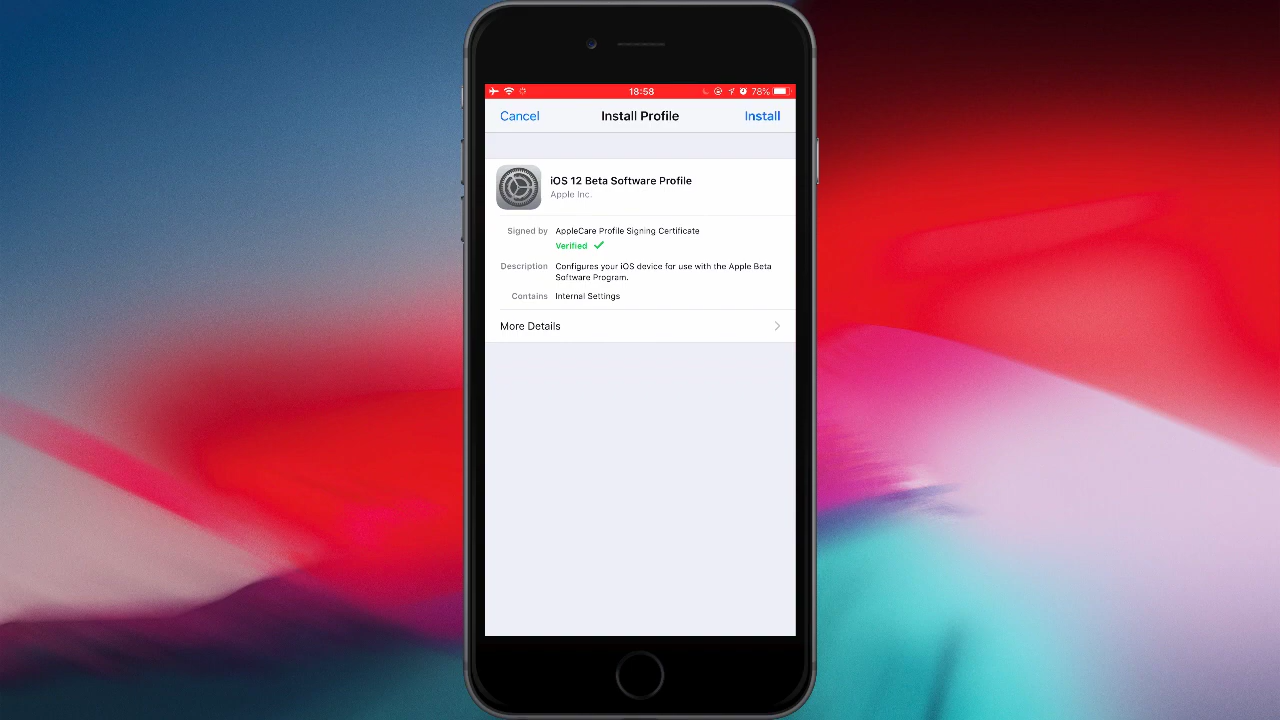 18:58 78%
Cancel Install Profile Install
iOS 12 Beta Software Profile
Apple Inc.
Signed by AppleCare Profile Signing Certificate
Verified
Description Configures your iOS device for use with the Apple Beta
Software Program.
Contains Internal Settings
More Details